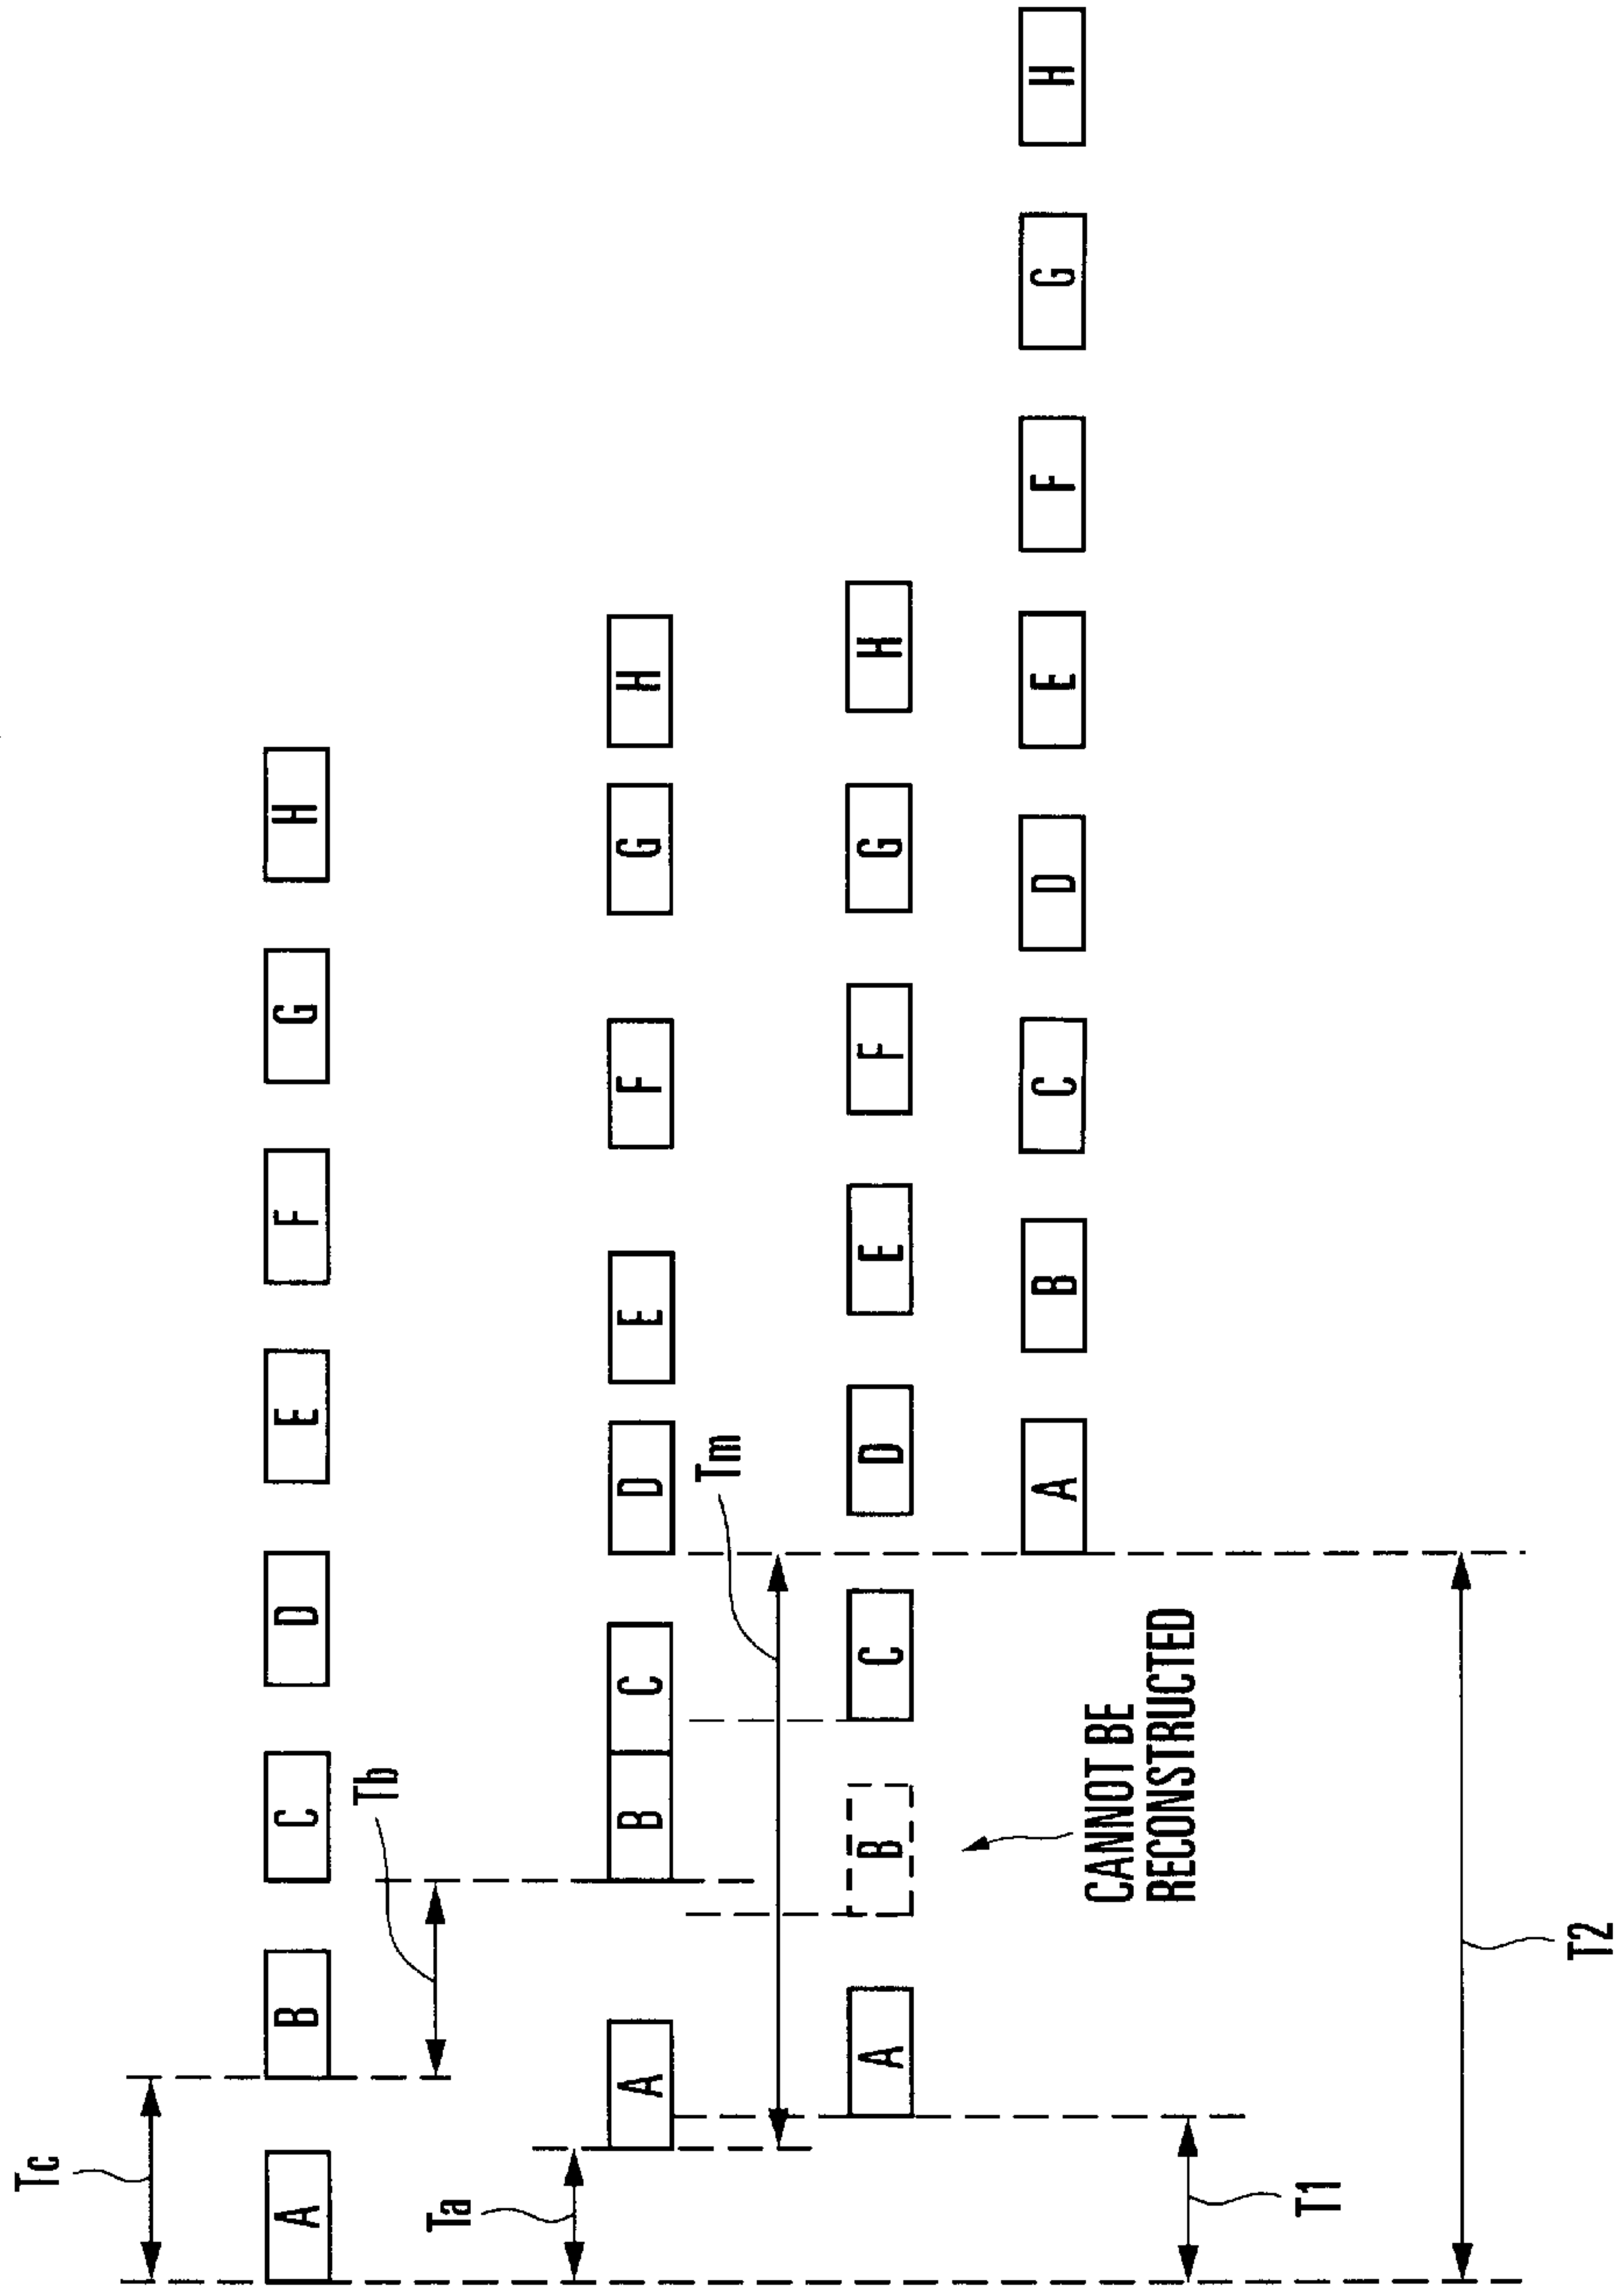 Tc
A B C D E F G H
Tb
Ta
A B C D E F G H
Tm
A B C D E F G H
CANNOT BE
RECONSTRUCTED
A B C D E F G H
T1
T2